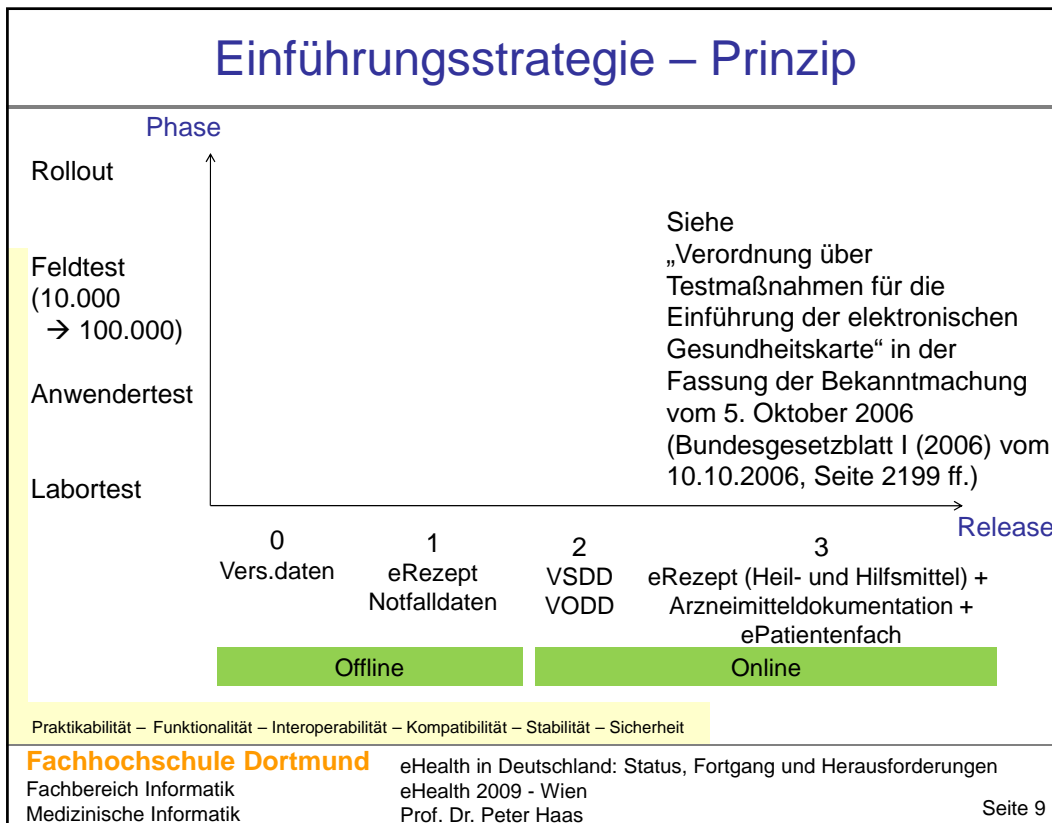 Einführungsstrategie – Prinzip
Phase
Rollout
Feldtest
(10.000
→ 100.000)
Anwendertest
Labortest
Siehe
„Verordnung über
Testmaßnahmen für die
Einführung der elektronischen
Gesundheitskarte“ in der
Fassung der Bekanntmachung
vom 5. Oktober 2006
(Bundesgesetzblatt I (2006) vom
10.10.2006, Seite 2199 ff.)
Release
0
Vers.daten
1
eRezept
Notfalldaten
2
VSDD
VODD
3
eRezept (Heil- und Hilfsmittel) +
Arzneimitteldokumentation +
ePatientenfach
Offline
Online
Praktikabilität – Funktionalität – Interoperabilität – Kompatibilität – Stabilität – Sicherheit
Fachhochschule Dortmund
Fachbereich Informatik
Medizinische Informatik
eHealth in Deutschland: Status, Fortgang und Herausforderungen
eHealth 2009 - Wien
Prof. Dr. Peter Haas
Seite 9